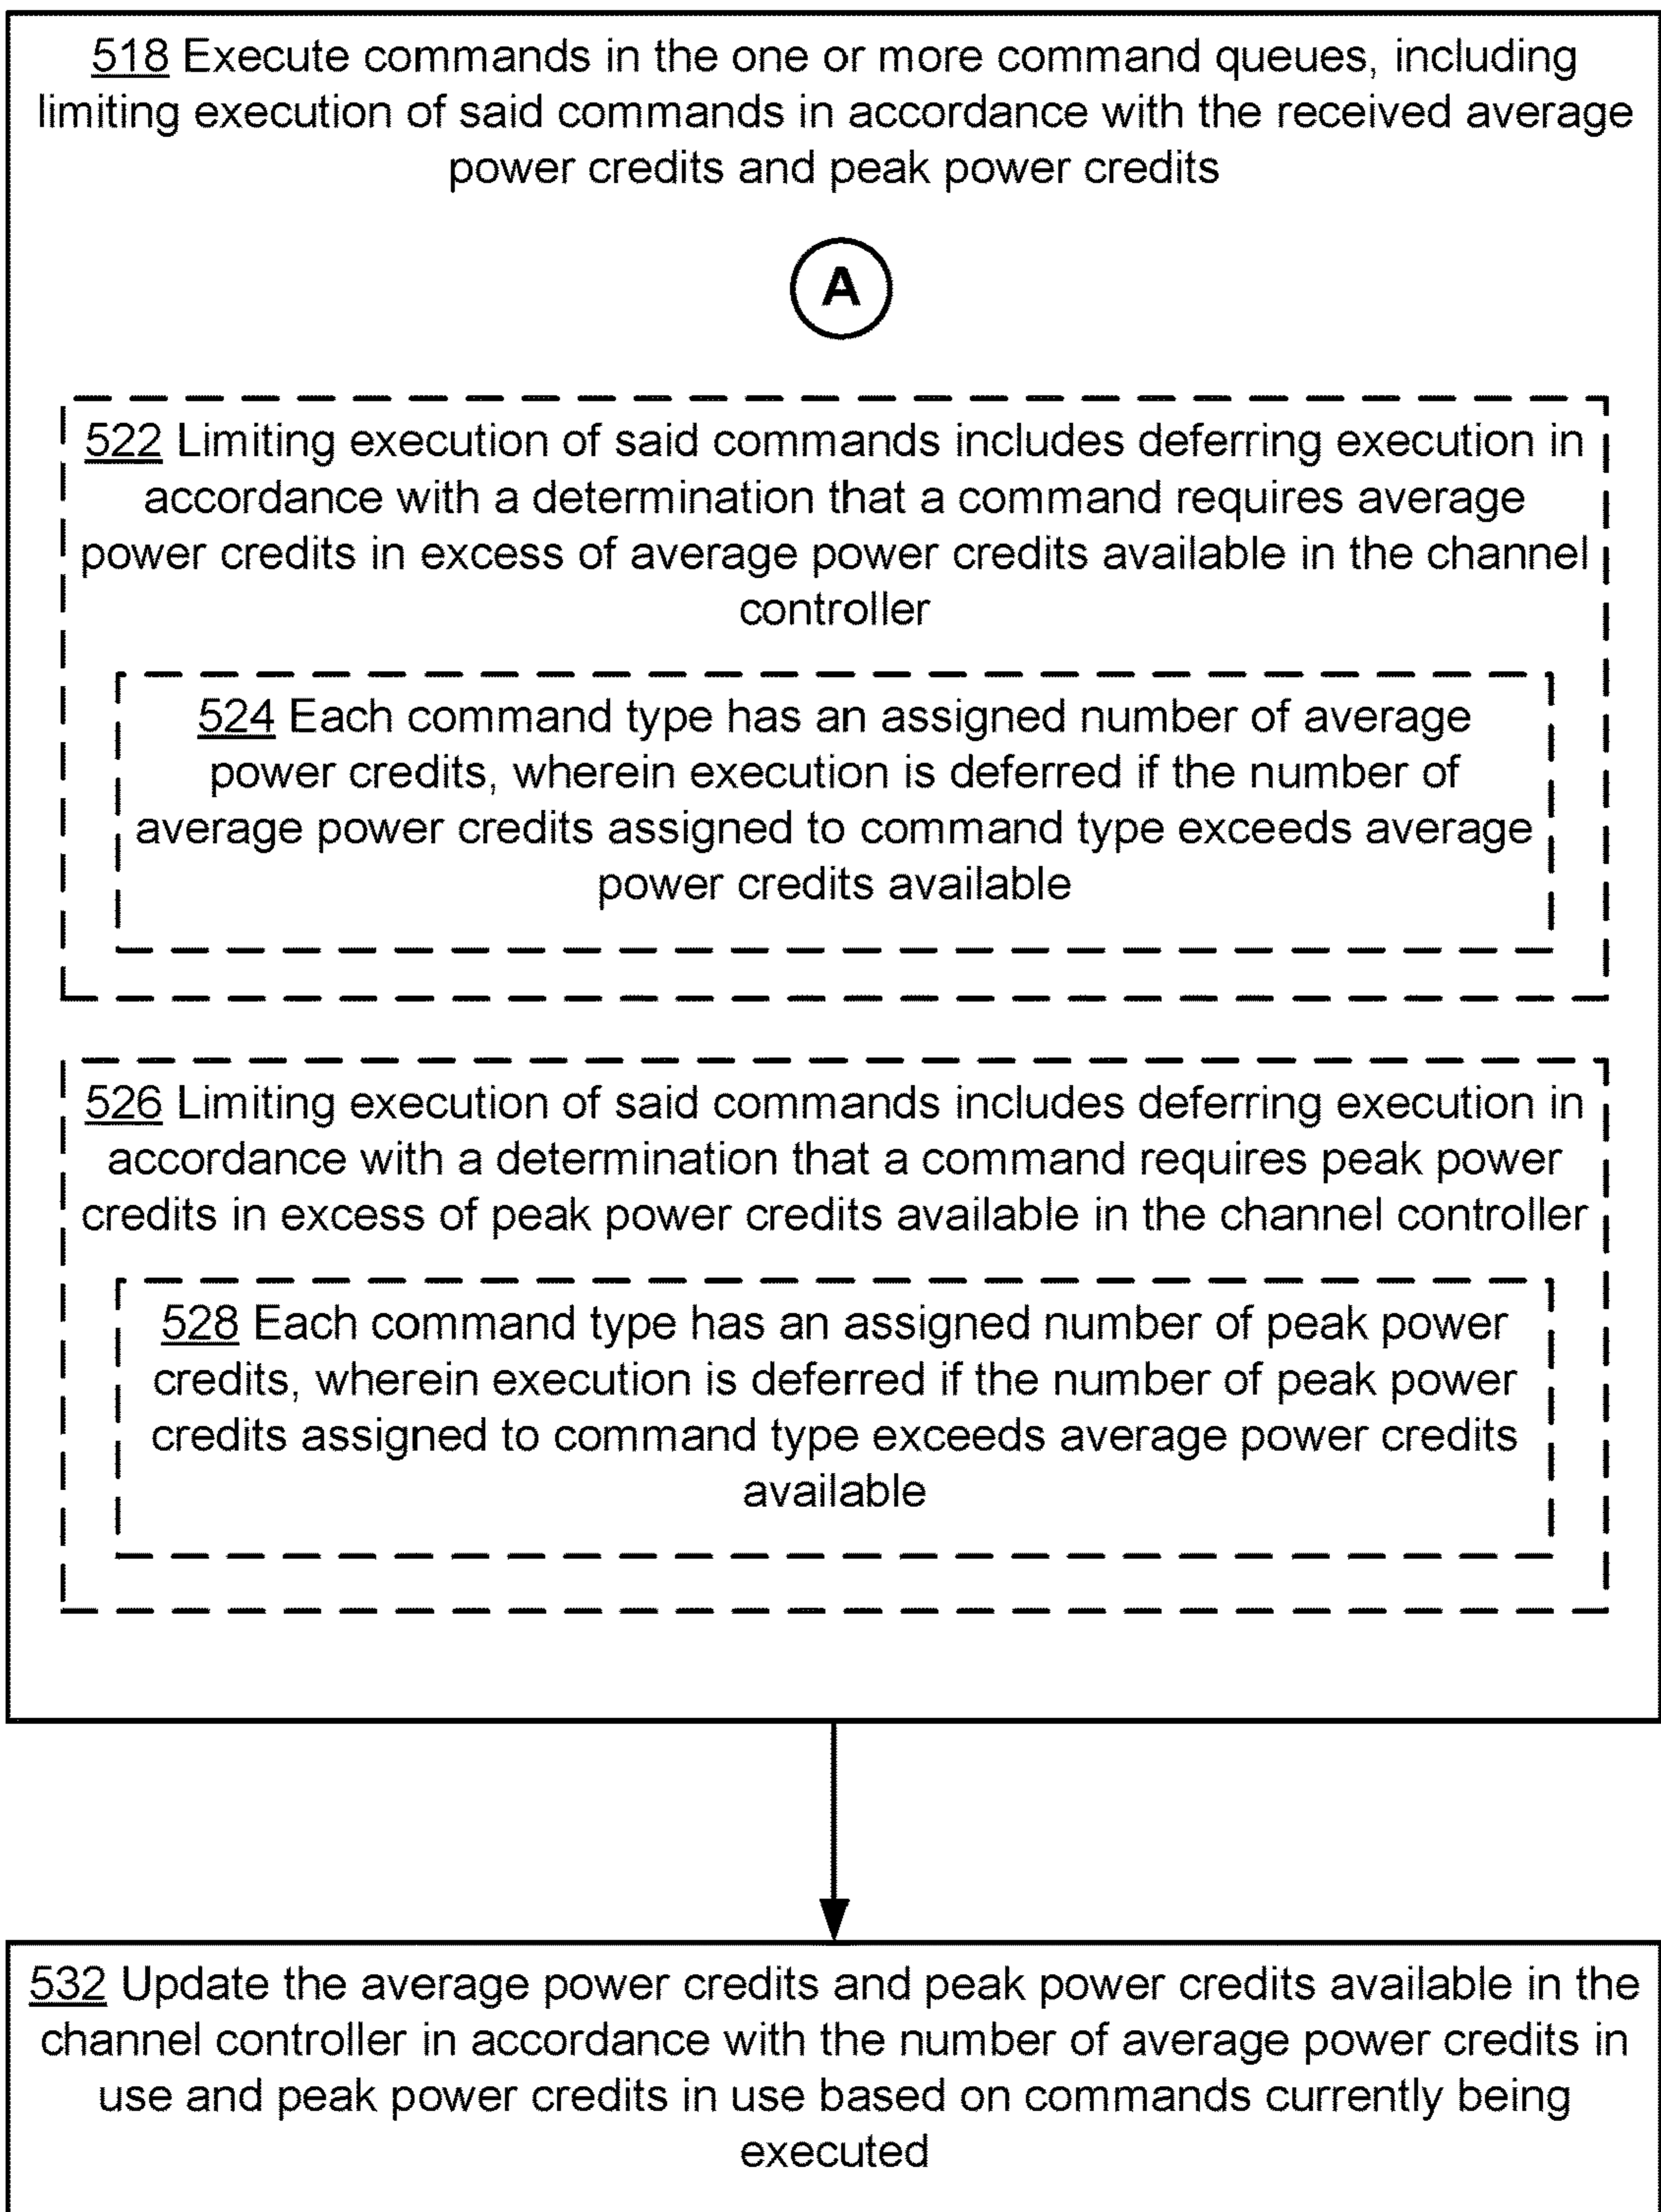 518 Execute commands in the one or more command queues, including
limiting execution of said commands in accordance with the received average
power credits and peak power credits
A
522 Limiting execution of said commands includes deferring execution in
accordance with a determination that a command requires average
power credits in excess of average power credits available in the channel
controller
524 Each command type has an assigned number of average
power credits, wherein execution is deferred if the number of
average power credits assigned to command type exceeds average
power credits available
526 Limiting execution of said commands includes deferring execution in
accordance with a determination that a command requires peak power
credits in excess of peak power credits available in the channel controller
528 Each command type has an assigned number of peak power
credits, wherein execution is deferred if the number of peak power
credits assigned to command type exceeds average power credits
available
532 Update the average power credits and peak power credits available in the
channel controller in accordance with the number of average power credits in
use and peak power credits in use based on commands currently being
executed